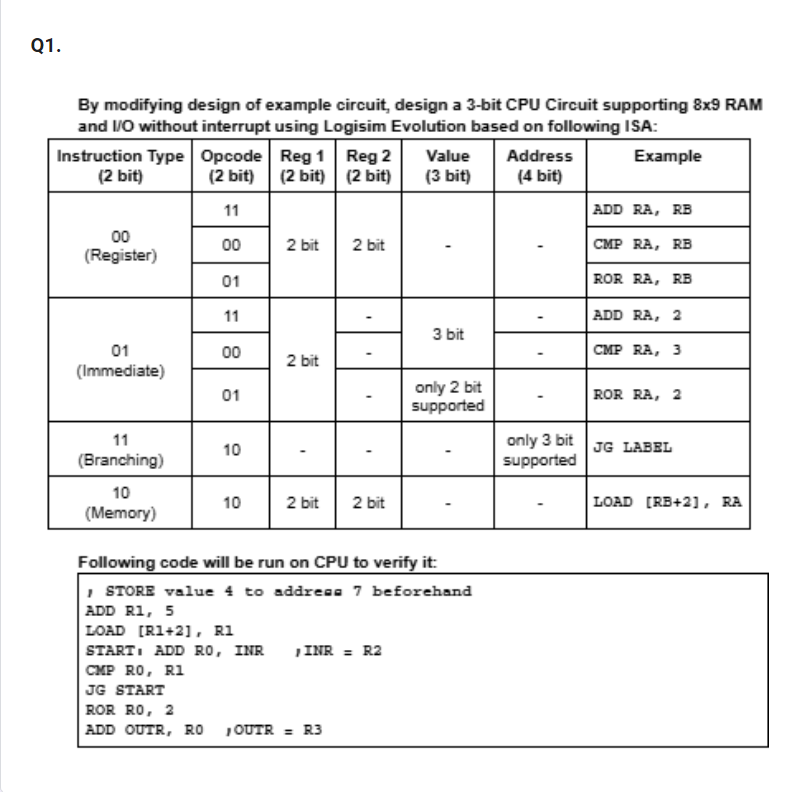 Q1.
By modifying design of example circuit, design a 3-bit CPU Circuit supporting 8x9 RAM
and I/O without interrupt using Logisim Evolution based on following ISA:
Instruction Type Opcode Reg 1 Reg 2 Value Address Example
(2 bit) (2 bit) (2 bit) (2 bit) (3 bit) (4 bit)
11 ADD RA, RB
00
(Register) 00 2 bit 2 bit - - CMP RA, RB
01 ROR RA, RB
11 - - ADD RA, 2
3 bit
01
(Immediate) 00 2 bit - - CMP RA, 3
01 - only 2 bit
supported - ROR RA, 2
11
(Branching) 10 - - - only 3 bit
supported JG LABEL
10
(Memory) 10 2 bit 2 bit - - LOAD [RB+2], RA
Following code will be run on CPU to verify it:
; STORE value 4 to address 7 beforehand
ADD R1, 5
LOAD [R1+2], R1
START: ADD R0, INR ;INR = R2
CMP R0, R1
JG START
ROR R0, 2
ADD OUTR, R0 ;OUTR = R3